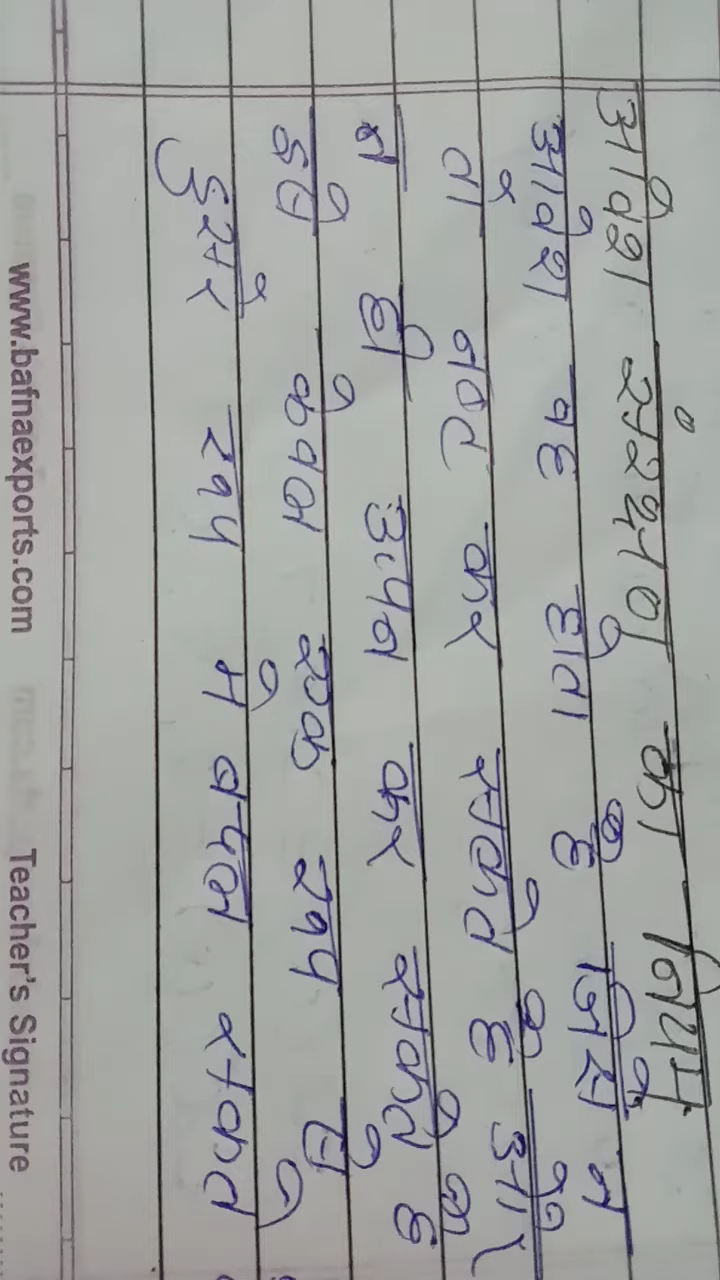 आवेश संरक्षण का नियम
आवेश वह होता है जिसे न
तो नष्ट कर सकते है और
न ही उत्पन कर सकते है
इसे केवल एक रूप से
दुसरे रूप मे बदल सकते
Teacher's Signature
www.bafnaexports.com